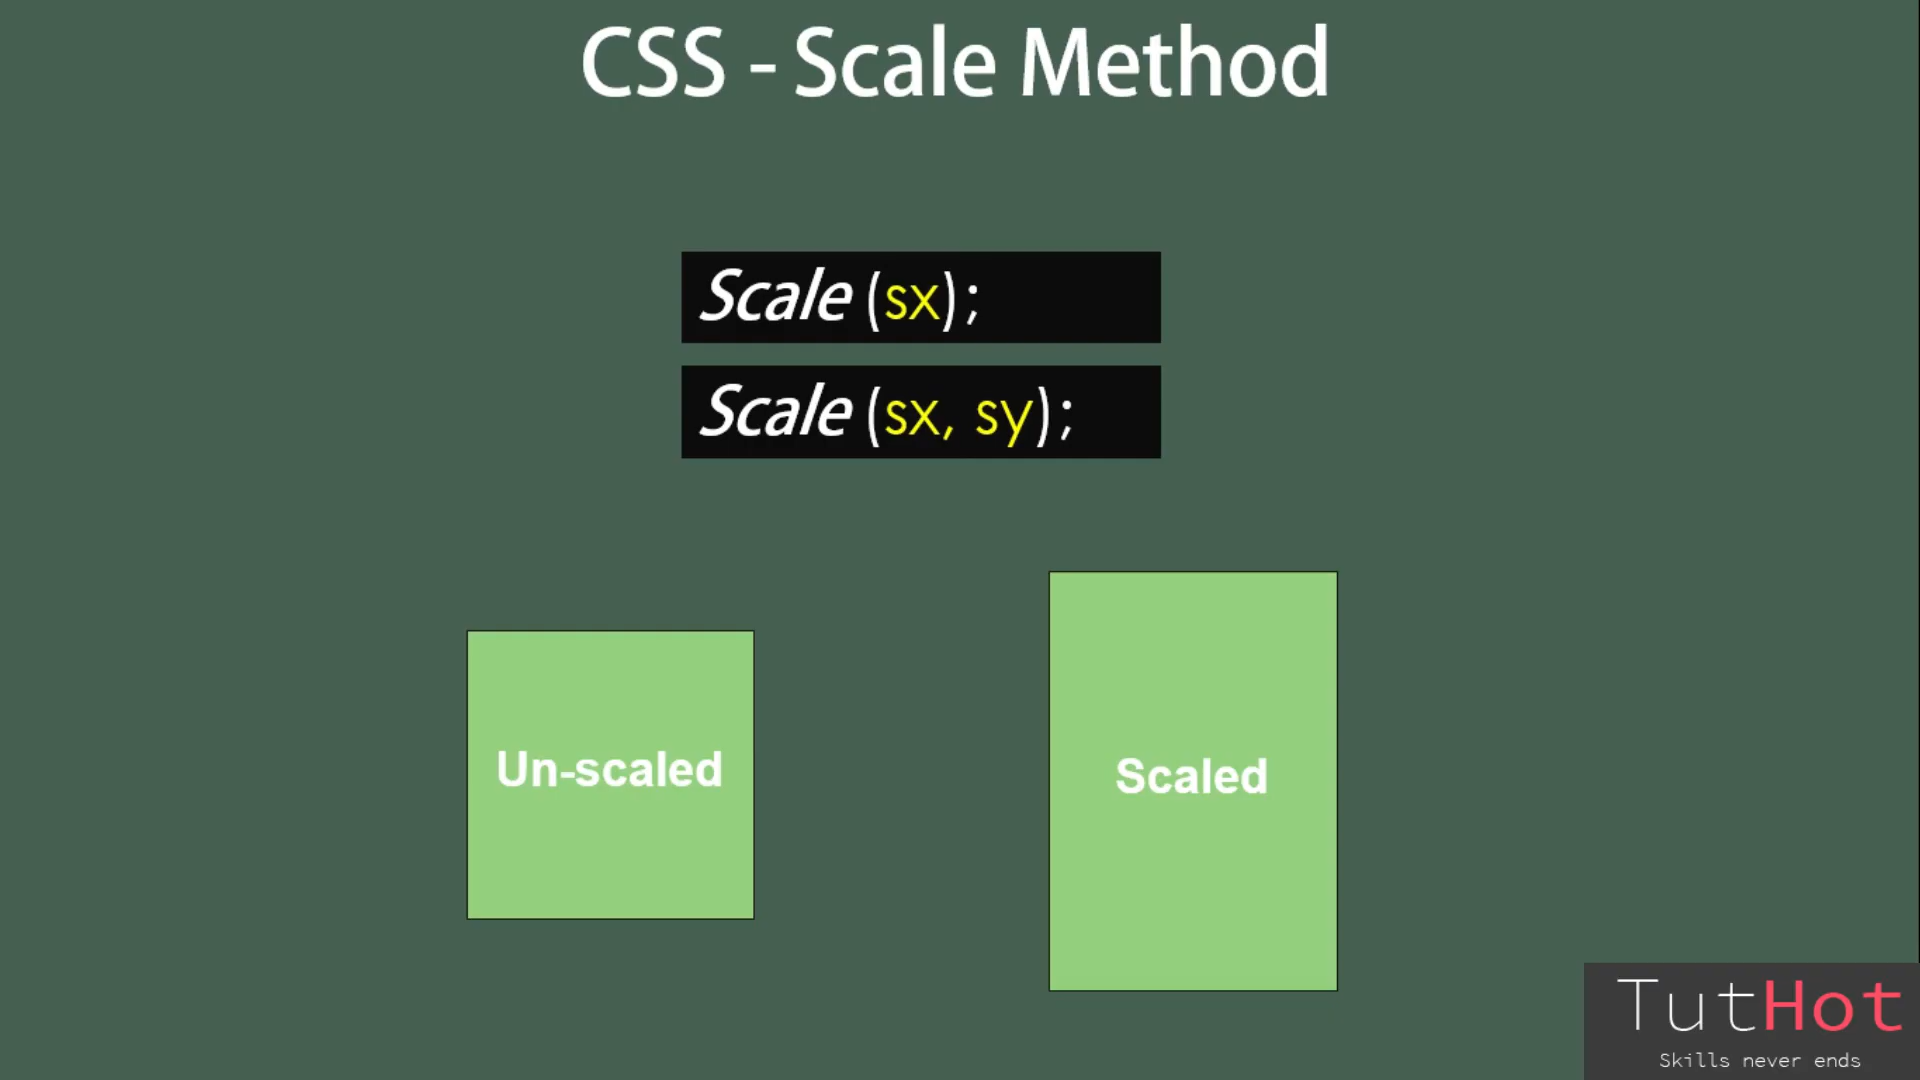 CSS - Scale Method
Scale (sx);
Scale (sx, sy);
Un-scaled
Scaled
TutHot
Skills never ends